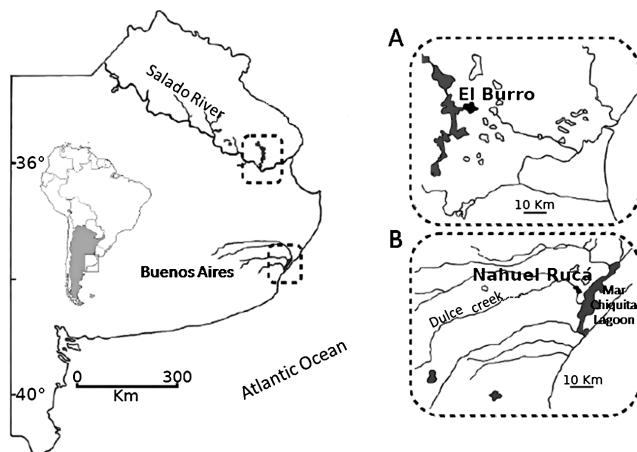 Salado River
36°
Buenos Aires
40°
0
300
Km
Atlantic Ocean
A
El Burro
10 Km
B
Nahuel Rucá
Dulce creek
Mar
Chiquita
Lagoon
10 Km